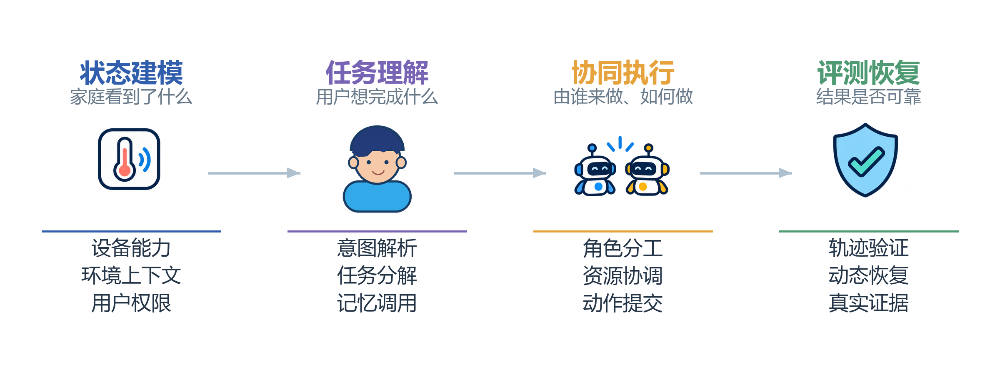 状态建模
家庭看到了什么
设备能力
环境上下文
用户权限
任务理解
用户想完成什么
意图解析
任务分解
记忆调用
协同执行
由谁来做、如何做
角色分工
资源协调
动作提交
评测恢复
结果是否可靠
轨迹验证
动态恢复
真实证据